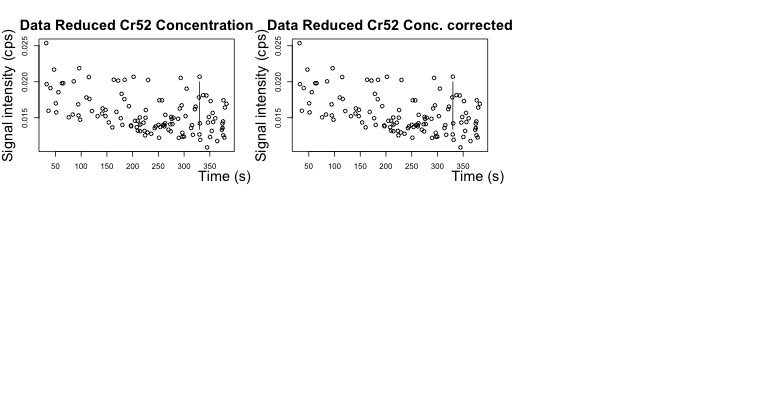 Data Reduced Cr52 Concentration
Signal intensity (cps)
0.025
0.020
0.015
50 100 150 200 250 300 350
Time (s)
Data Reduced Cr52 Conc. corrected
Signal intensity (cps)
0.025
0.020
0.015
50 100 150 200 250 300 350
Time (s)